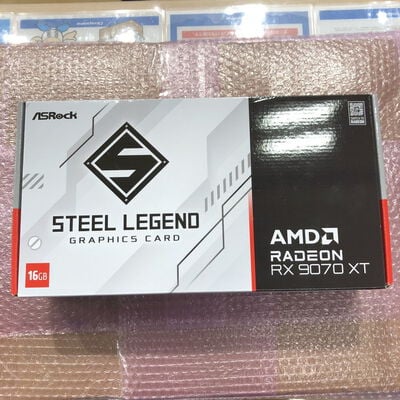 ASRock
STEEL LEGEND
GRAPHICS CARD
16GB
AMD
RADEON
RX 9070 XT